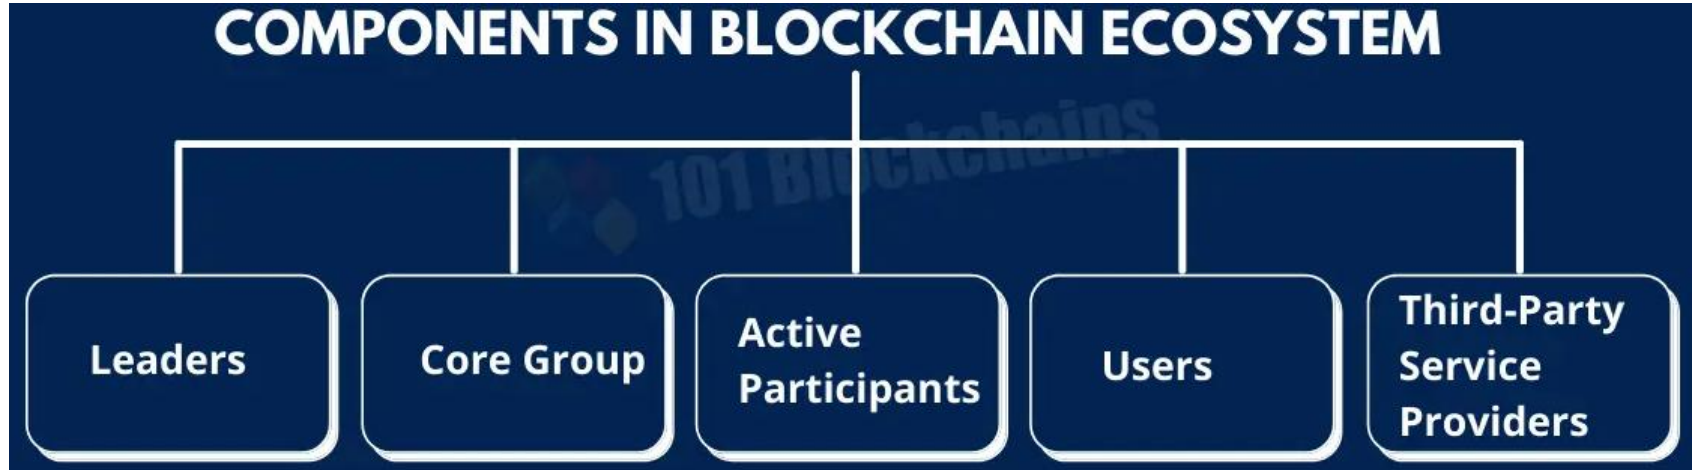 COMPONENTS IN BLOCKCHAIN ECOSYSTEM
101 Blockchains
Leaders
Core Group
Active
Participants
Users
Third-Party
Service
Providers